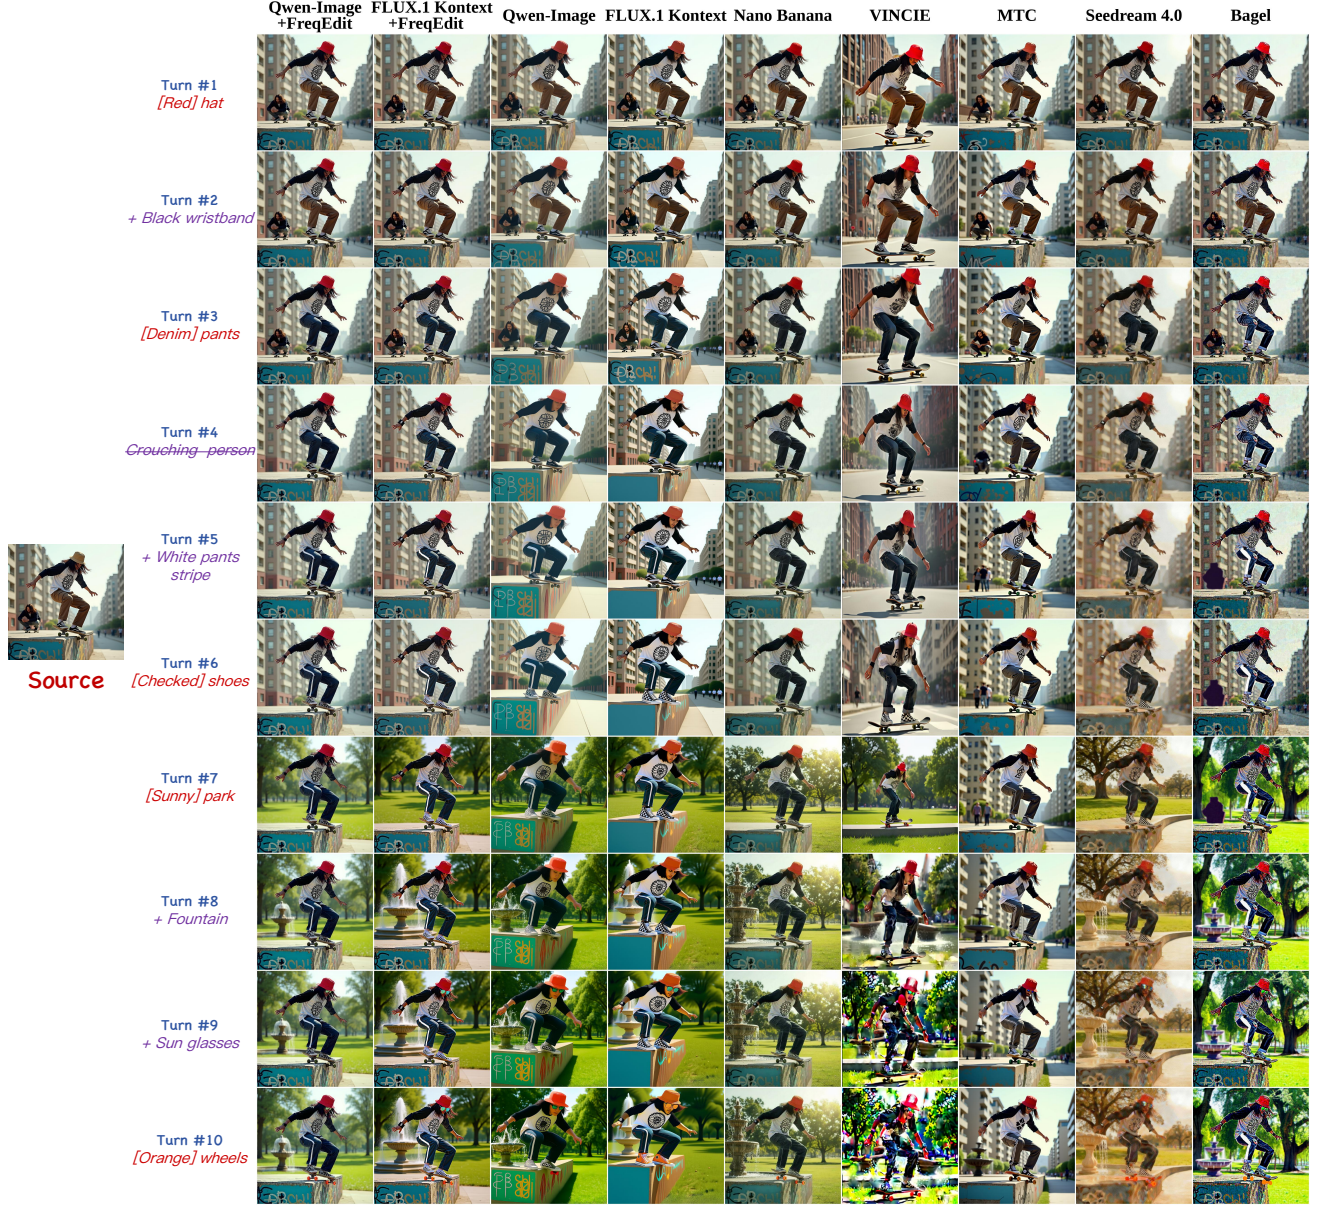 Qwen-Image
+FreqEdit
FLUX.1 Kontext
+FreqEdit
Qwen-Image
FLUX.1 Kontext
Nano Banana
VINCIE
MTC
Seedream 4.0
Bagel
Turn #1
[Red] hat
Turn #2
+ Black wristband
Turn #3
[Denim] pants
Turn #4
Crouching person
Turn #5
+ White pants
stripe
Turn #6
[Checked] shoes
Turn #7
[Sunny] park
Turn #8
+ Fountain
Turn #9
+ Sun glasses
Turn #10
[Orange] wheels
Source